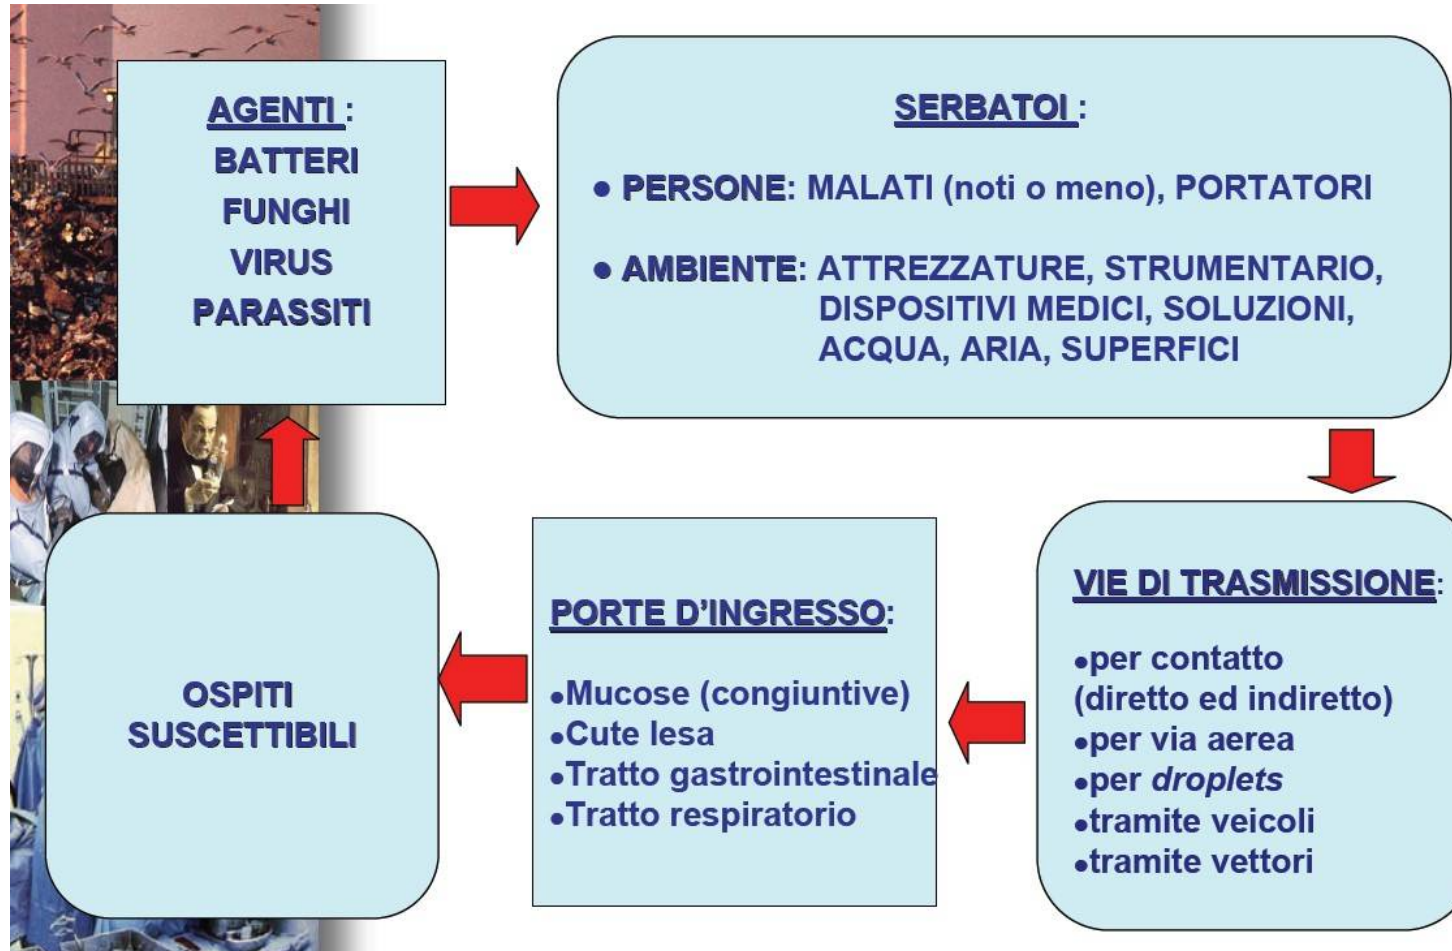 AGENTI :
BATTERI
FUNGHI
VIRUS
PARASSITI
SERBATOI :
● PERSONE: MALATI (noti o meno), PORTATORI
● AMBIENTE: ATTREZZATURE, STRUMENTARIO,
DISPOSITIVI MEDICI, SOLUZIONI,
ACQUA, ARIA, SUPERFICI
VIE DI TRASMISSIONE:
●per contatto
(diretto ed indiretto)
●per via aerea
●per droplets
●tramite veicoli
●tramite vettori
PORTE D'INGRESSO:
●Mucose (congiuntive)
●Cute lesa
●Tratto gastrointestinale
●Tratto respiratorio
OSPITI
SUSCETTIBILI